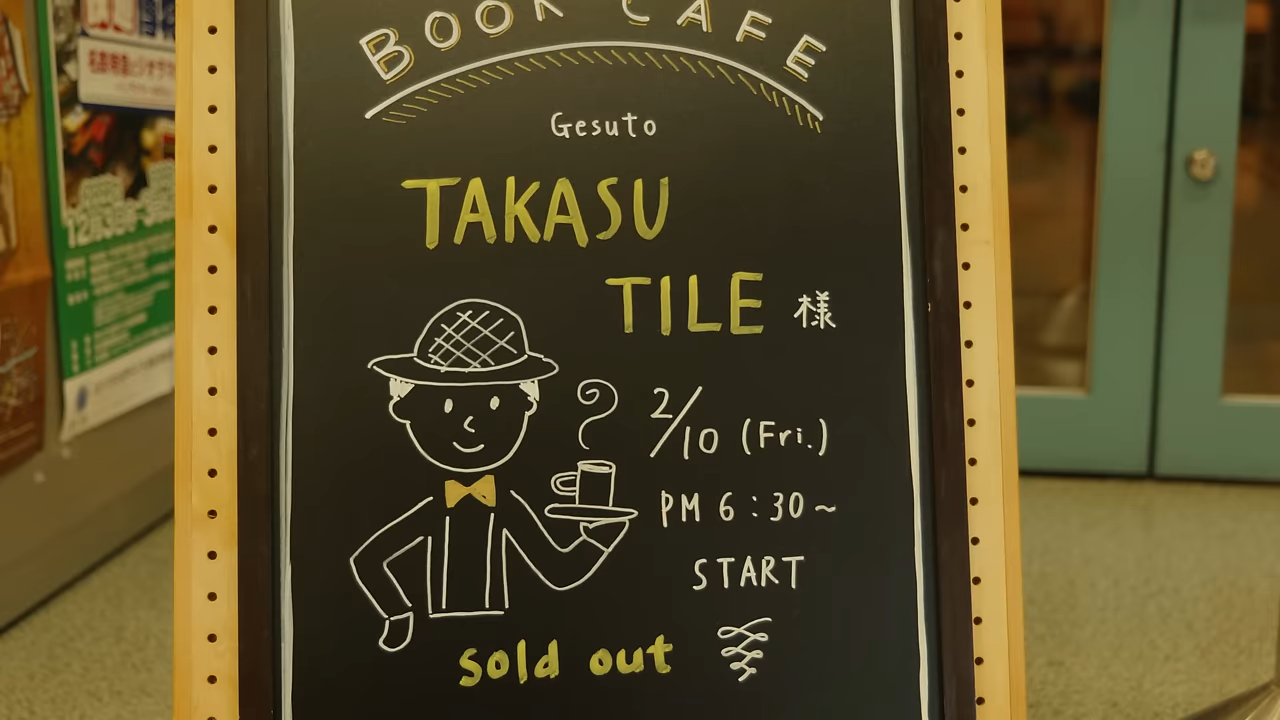 BOOK CAFE
Gesuto
TAKASU
TILE 様
2/10 (Fri.)
PM 6:30~
START
sold out